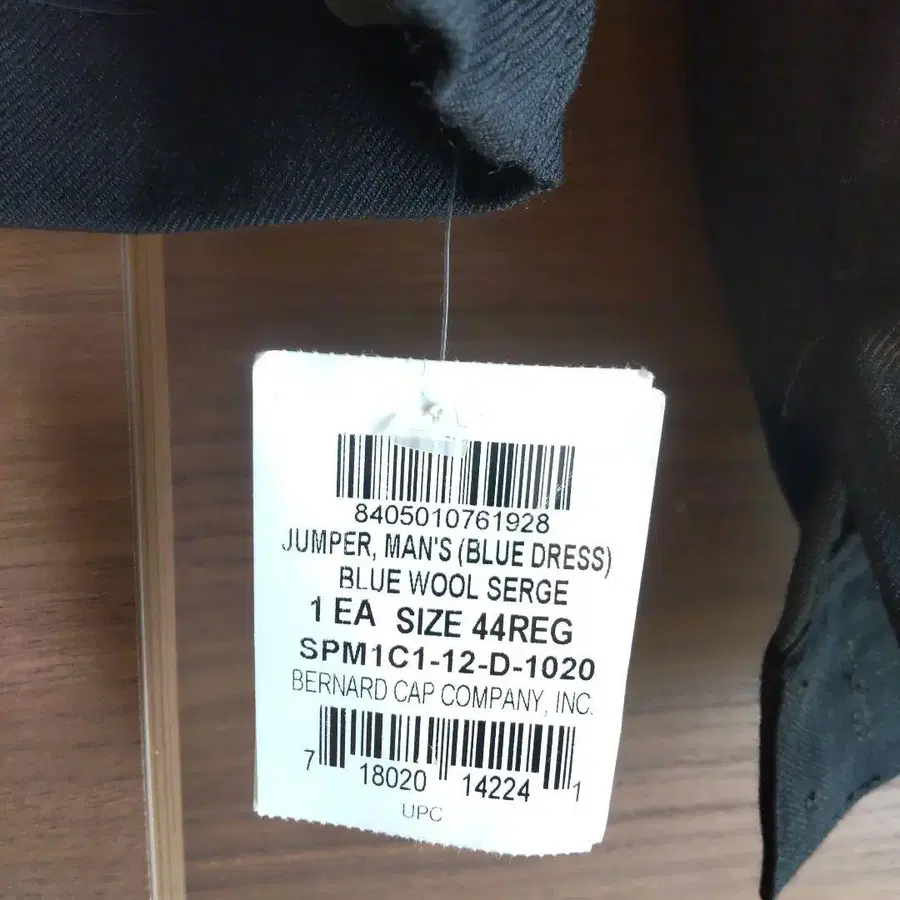 8405010761928
JUMPER, MAN'S (BLUE DRESS)
BLUE WOOL SERGE
1 EA SIZE 44REG
SPM1C1-12-D-1020
BERNARD CAP COMPANY, INC.
7 18020 14224 1
UPC